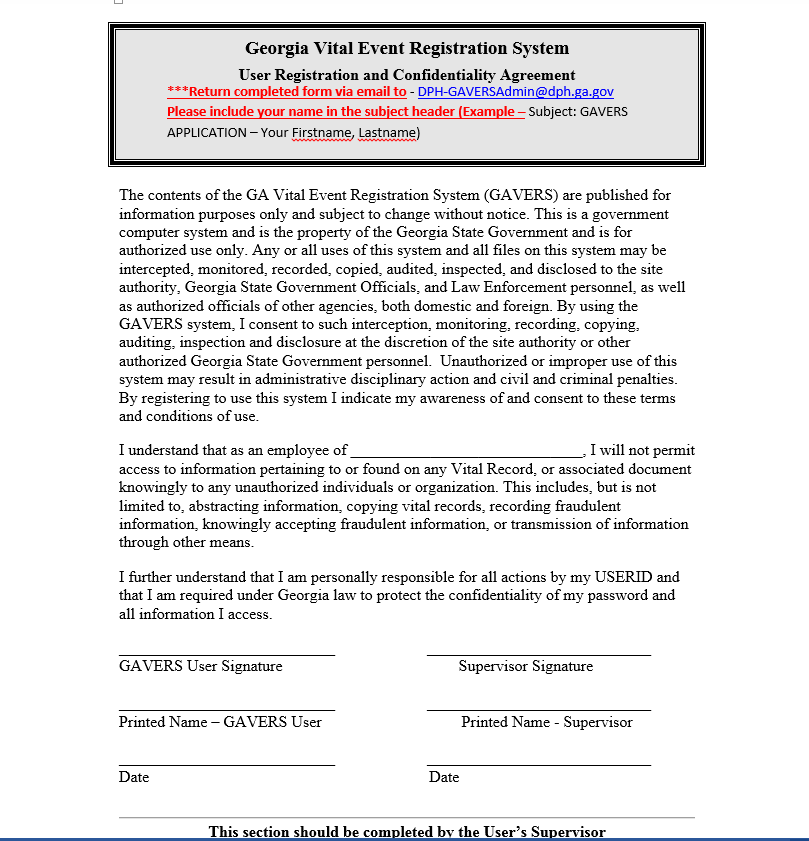 Georgia Vital Event Registration System
User Registration and Confidentiality Agreement
***Return completed form via email to - DPH-GAVERSAdmin@dph.ga.gov
Please include your name in the subject header (Example – Subject: GAVERS
APPLICATION – Your Firstname, Lastname)
The contents of the GA Vital Event Registration System (GAVERS) are published for
information purposes only and subject to change without notice. This is a government
computer system and is the property of the Georgia State Government and is for
authorized use only. Any or all uses of this system and all files on this system may be
intercepted, monitored, recorded, copied, audited, inspected, and disclosed to the site
authority, Georgia State Government Officials, and Law Enforcement personnel, as well
as authorized officials of other agencies, both domestic and foreign. By using the
GAVERS system, I consent to such interception, monitoring, recording, copying,
auditing, inspection and disclosure at the discretion of the site authority or other
authorized Georgia State Government personnel.  Unauthorized or improper use of this
system may result in administrative disciplinary action and civil and criminal penalties.
By registering to use this system I indicate my awareness of and consent to these terms
and conditions of use.
I understand that as an employee of ______________________________, I will not permit
access to information pertaining to or found on any Vital Record, or associated document
knowingly to any unauthorized individuals or organization. This includes, but is not
limited to, abstracting information, copying vital records, recording fraudulent
information, knowingly accepting fraudulent information, or transmission of information
through other means.
I further understand that I am personally responsible for all actions by my USERID and
that I am required under Georgia law to protect the confidentiality of my password and
all information I access.
GAVERS User Signature Supervisor Signature
Printed Name – GAVERS User Printed Name - Supervisor
Date Date
This section should be completed by the User's Supervisor